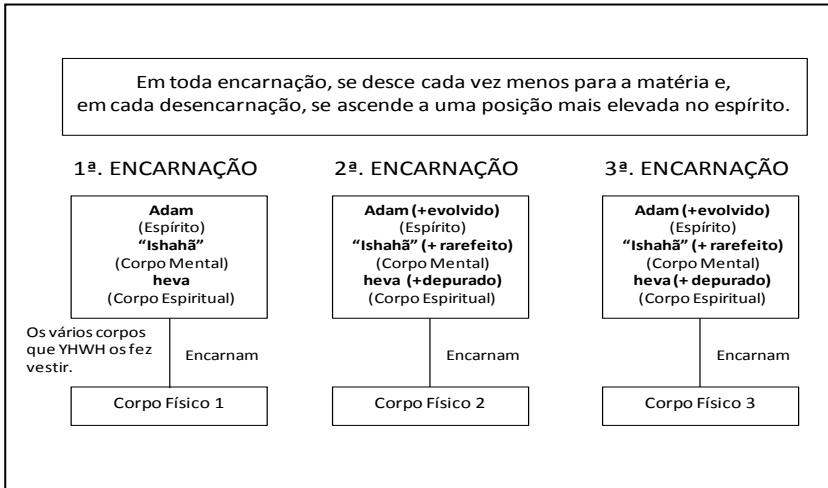 Em toda encarnação, se desce cada vez menos para a matéria e,
em cada desencarnação, se ascende a uma posição mais elevada no espírito.
1ª. ENCARNAÇÃO
Adam
(Espírito)
“Ishahã”
(Corpo Mental)
heva
(Corpo Espiritual)
Os vários corpos
que YHWH os fez
vestir.
Encarnam
Corpo Físico 1
2ª. ENCARNAÇÃO
Adam (+evolvido)
(Espírito)
“Ishahã” (+ rarefeito)
(Corpo Mental)
heva (+depurado)
(Corpo Espiritual)
Encarnam
Corpo Físico 2
3ª. ENCARNAÇÃO
Adam (+evolvido)
(Espírito)
“Ishahã” (+ rarefeito)
(Corpo Mental)
heva (+ depurado)
(Corpo Espiritual)
Encarnam
Corpo Físico 3